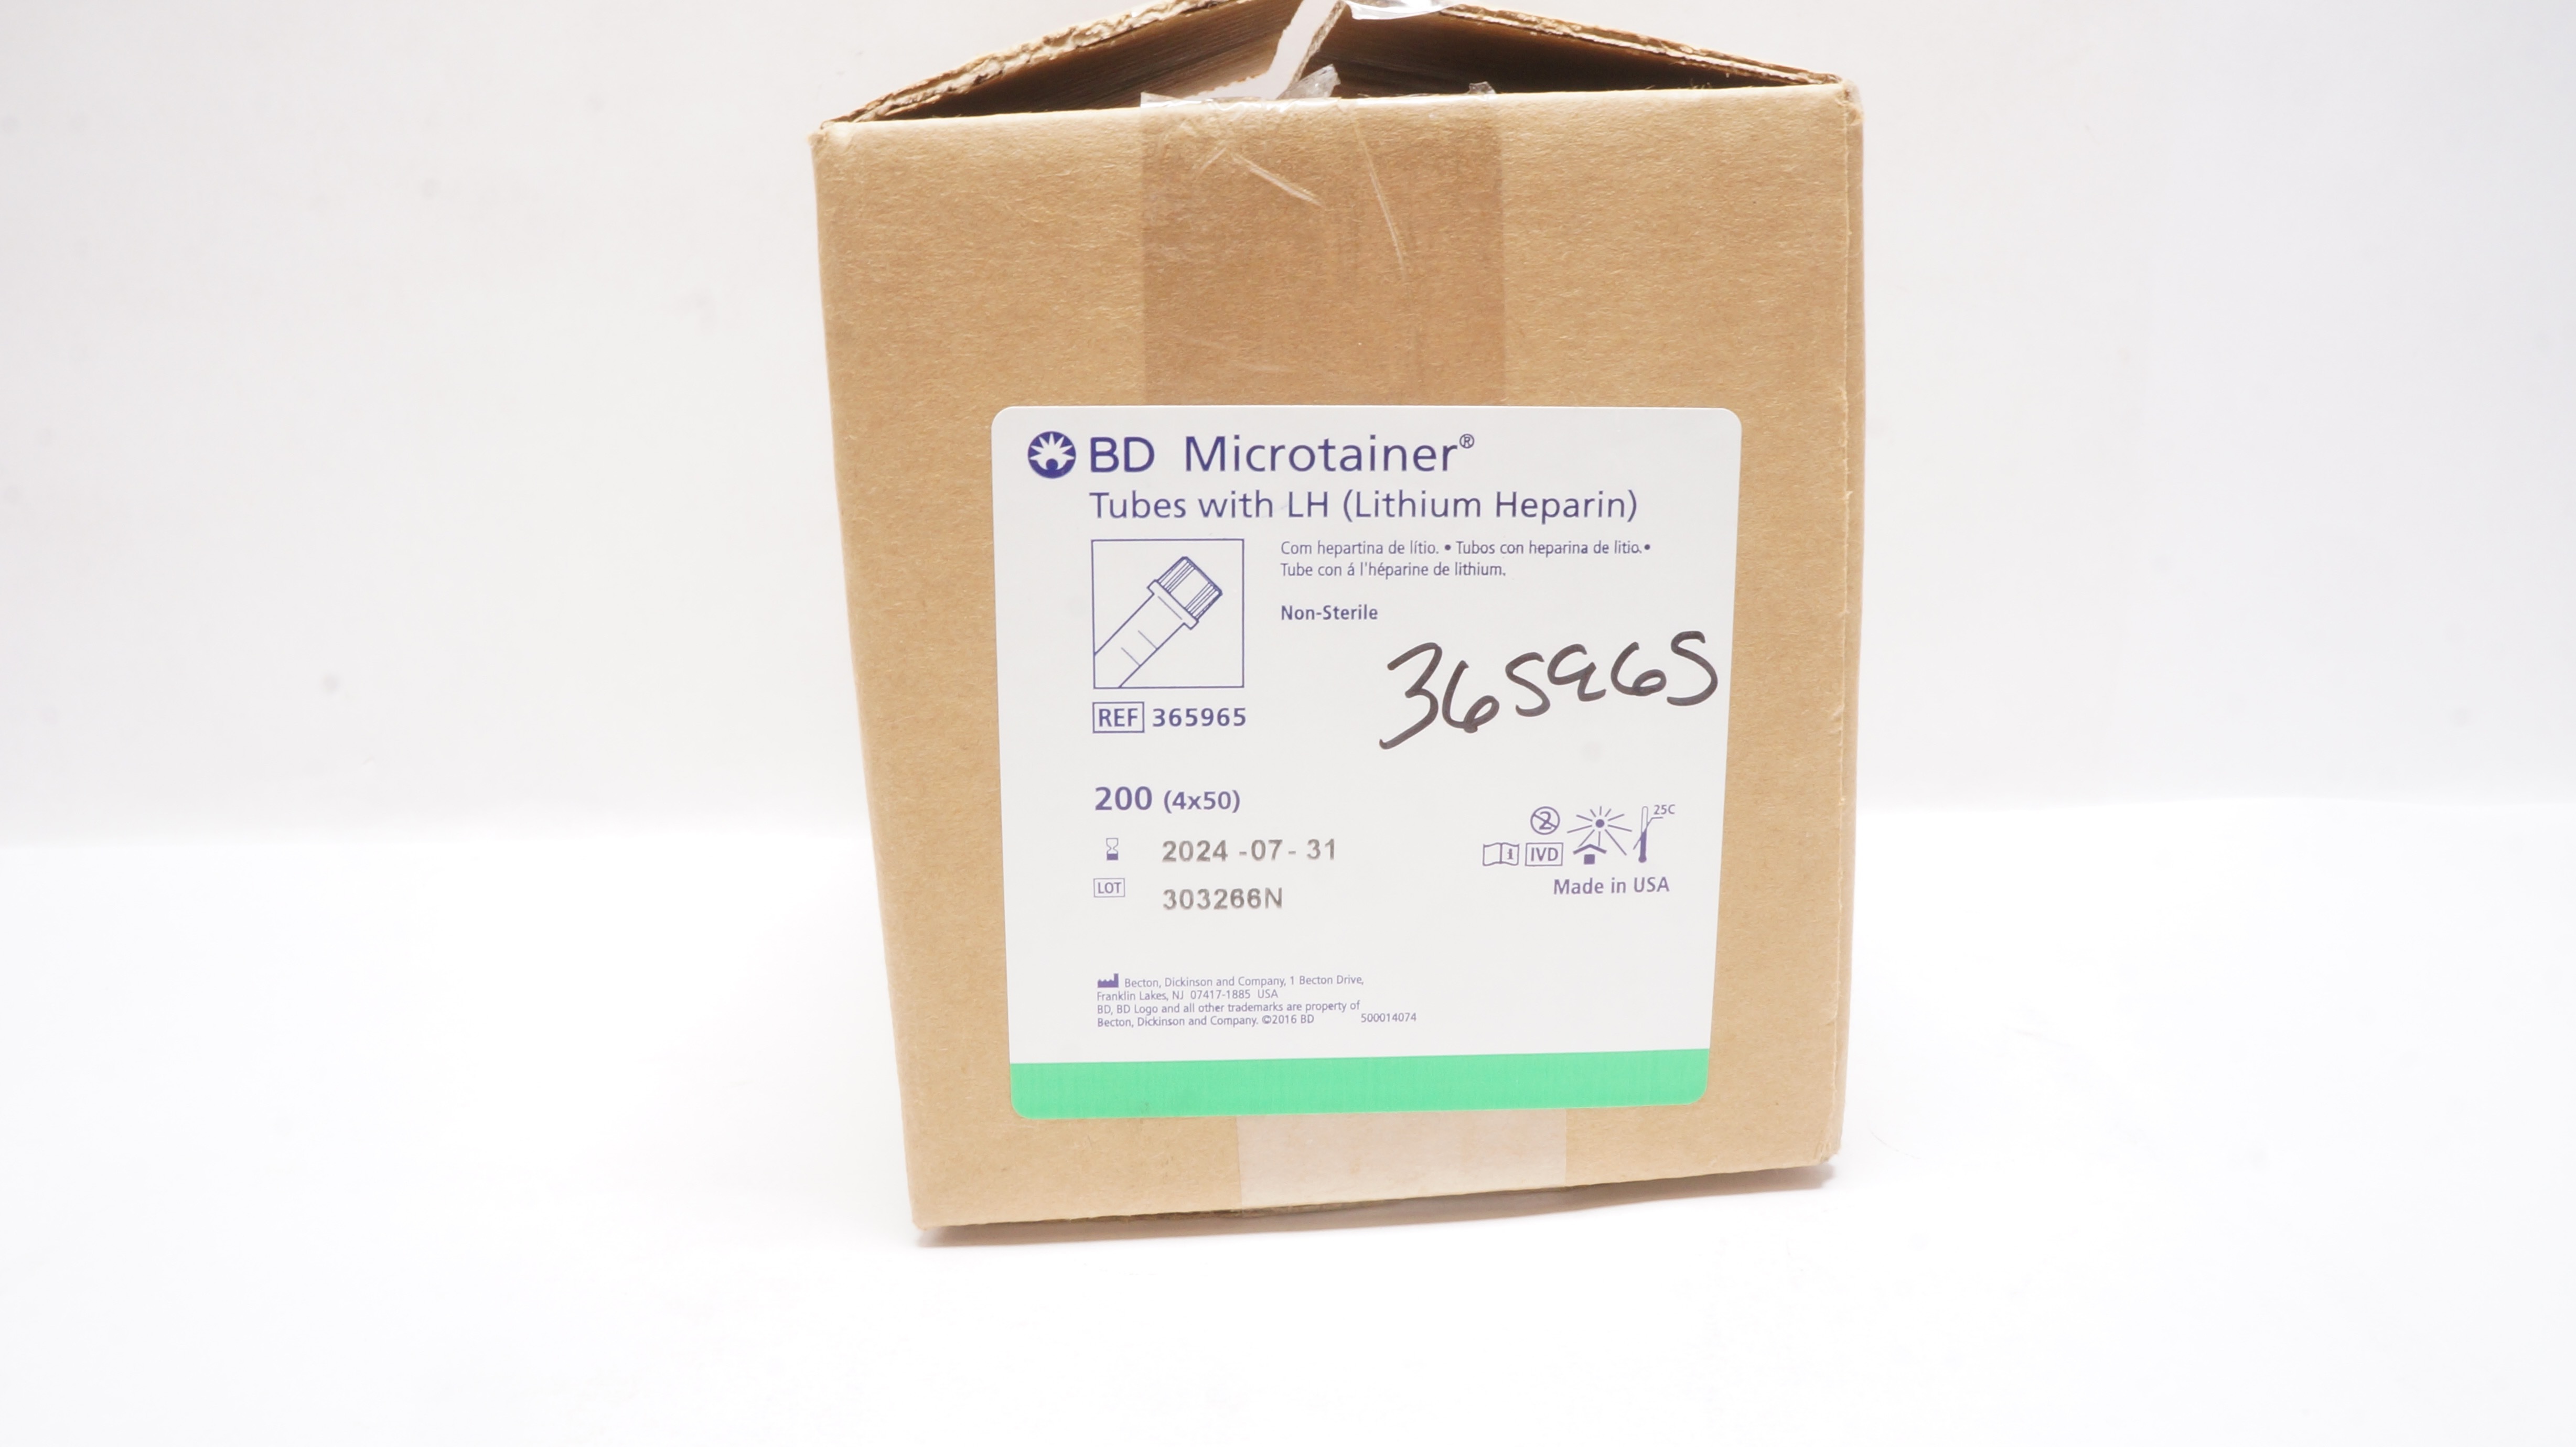 BD Microtainer®
Tubes with LH (Lithium Heparin)
Com hepartina de lítio. • Tubos con heparina de litio.•
Tube con á l'héparine de lithium.
Non-Sterile
365965
REF 365965
200 (4x50)
2024-07-31
LOT 303266N
25C
2
i IVD
Made in USA
Becton, Dickinson and Company, 1 Becton Drive,
Franklin Lakes, NJ 07417-1885 USA
BD, BD Logo and all other trademarks are property of
Becton, Dickinson and Company. ©2016 BD 500014074